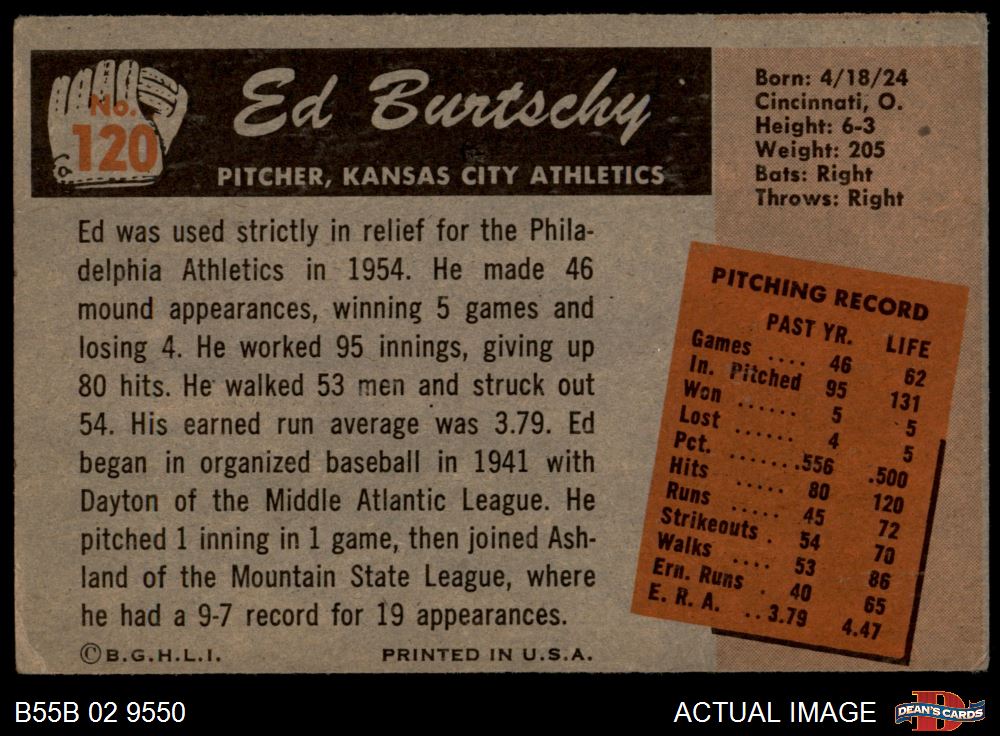 No.
120
Ed Burtschy
PITCHER, KANSAS CITY ATHLETICS
Born: 4/18/24
Cincinnati, O.
Height: 6-3
Weight: 205
Bats: Right
Throws: Right
Ed was used strictly in relief for the Phila-
delphia Athletics in 1954. He made 46
mound appearances, winning 5 games and
losing 4. He worked 95 innings, giving up
80 hits. He walked 53 men and struck out
54. His earned run average was 3.79. Ed
began in organized baseball in 1941 with
Dayton of the Middle Atlantic League. He
pitched 1 inning in 1 game, then joined Ash-
land of the Mountain State League, where
he had a 9-7 record for 19 appearances.
PITCHING RECORD
PAST YR. LIFE
Games .... 46 62
In. Pitched 95 131
Won ...... 5 5
Lost ...... 4 5
Pct. .......556 .500
Hits ..... 80 120
Runs ..... 45 72
Strikeouts . 54 70
Walks .... 53 86
Ern. Runs . 40 65
E. R. A. ..3.79 4.47
©B.G.H.L.I. PRINTED IN U.S.A.
B55B 02 9550 ACTUAL IMAGE
DEAN'S CARDS